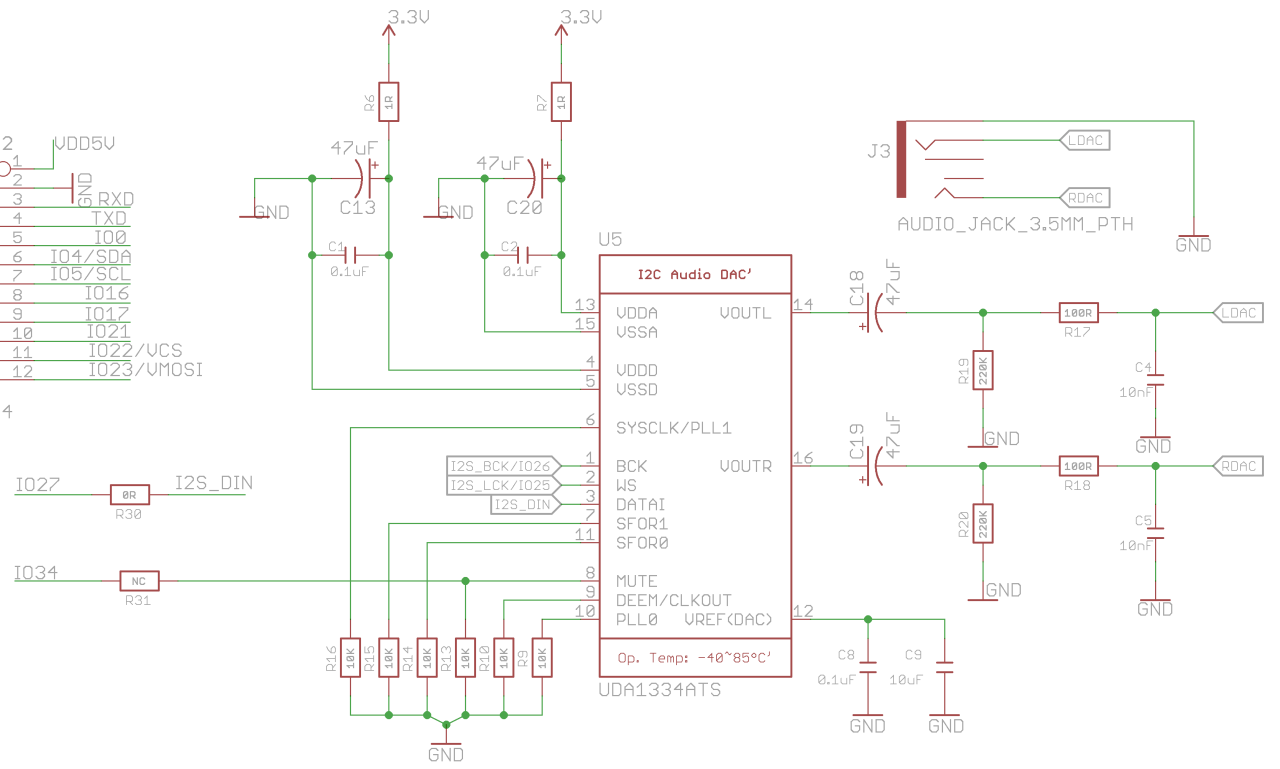 3.3V
3.3V
R6
1R
R7
1R
47uF
+
C13
GND
C1
0.1uF
47uF
+
C20
GND
C2
0.1uF
2
VDD5V
1
2
GND
3 RXD
4 TXD
5 IO0
6 IO4/SDA
7 IO5/SCL
8 IO16
9 IO17
10 IO21
11 IO22/VCS
12 IO23/VMOSI
4
J3
LDAC
RDAC
AUDIO_JACK_3.5MM_PTH
GND
U5
I2C Audio DAC'
13 VDDA
15 VSSA
4 VDDD
5 VSSD
6 SYSCLK/PLL1
I2S_BCK/IO26 1 BCK
I2S_LCK/IO25 2 WS
I2S_DIN 3 DATAI
7 SFOR1
11 SFOR0
8 MUTE
9 DEEM/CLKOUT
10 PLL0
VOUTL 14
VOUTR 16
VREF(DAC) 12
Op. Temp: -40~85°C'
UDA1334ATS
C18
47uF
+
R19
220K
GND
100R
R17
LDAC
C4
10nF
GND
C19
47uF
+
R20
220K
GND
100R
R18
RDAC
C5
10nF
GND
C8
0.1uF
GND
C9
10uF
GND
IO27
0R
R30
I2S_DIN
IO34
NC
R31
R16
10K
R15
10K
R14
10K
R13
10K
R10
10K
R9
10K
GND